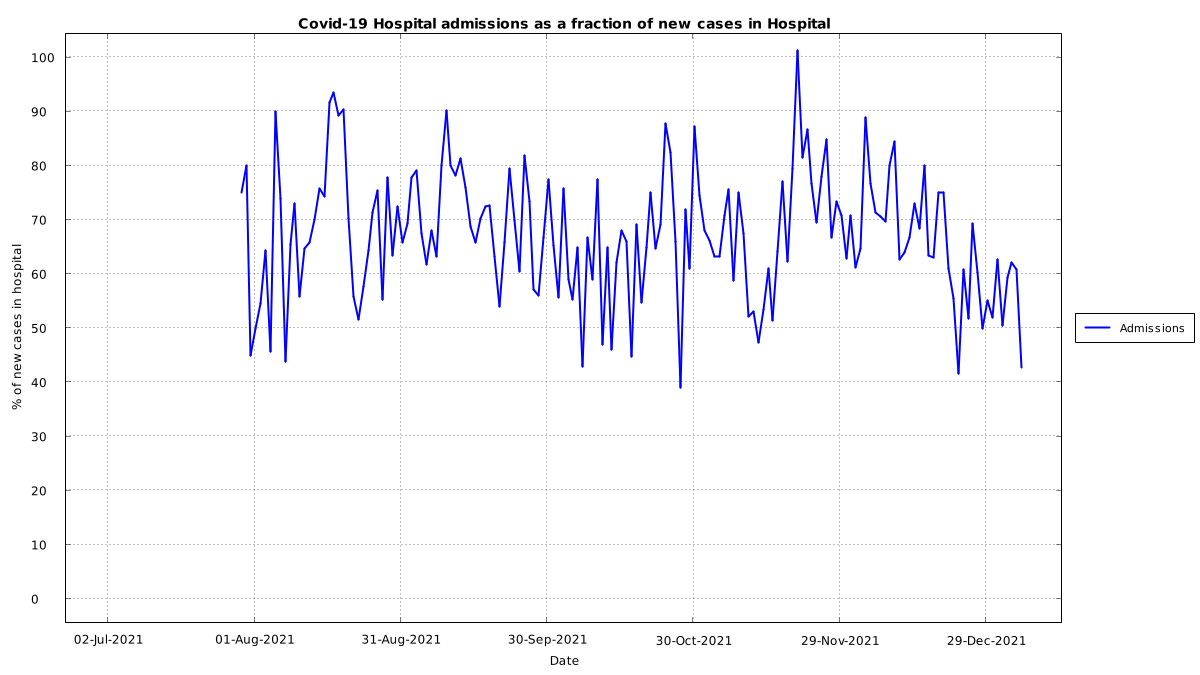 Covid-19 Hospital admissions as a fraction of new cases in Hospital
100
90
80
70
60
50
40
30
20
10
0
% of new cases in hospital
02-Jul-2021
01-Aug-2021
31-Aug-2021
30-Sep-2021
30-Oct-2021
29-Nov-2021
29-Dec-2021
Date
Admissions